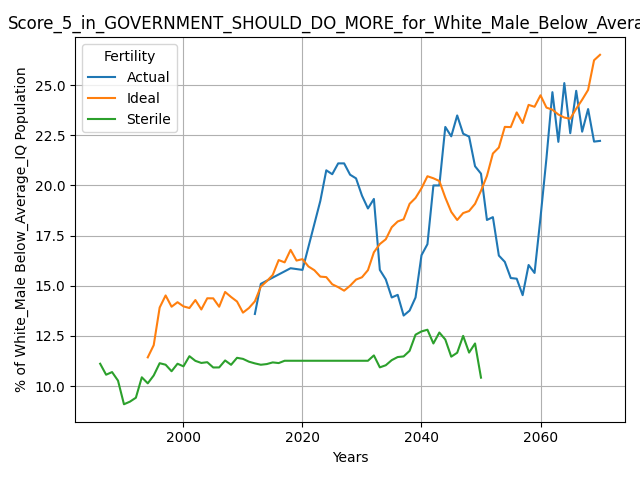 Score_5_in_GOVERNMENT_SHOULD_DO_MORE_for_White_Male_Below_Avera
Fertility
Actual
Ideal
Sterile
25.0
22.5
20.0
17.5
15.0
12.5
10.0
% of White_Male Below_Average_IQ Population
2000 2020 2040 2060
Years